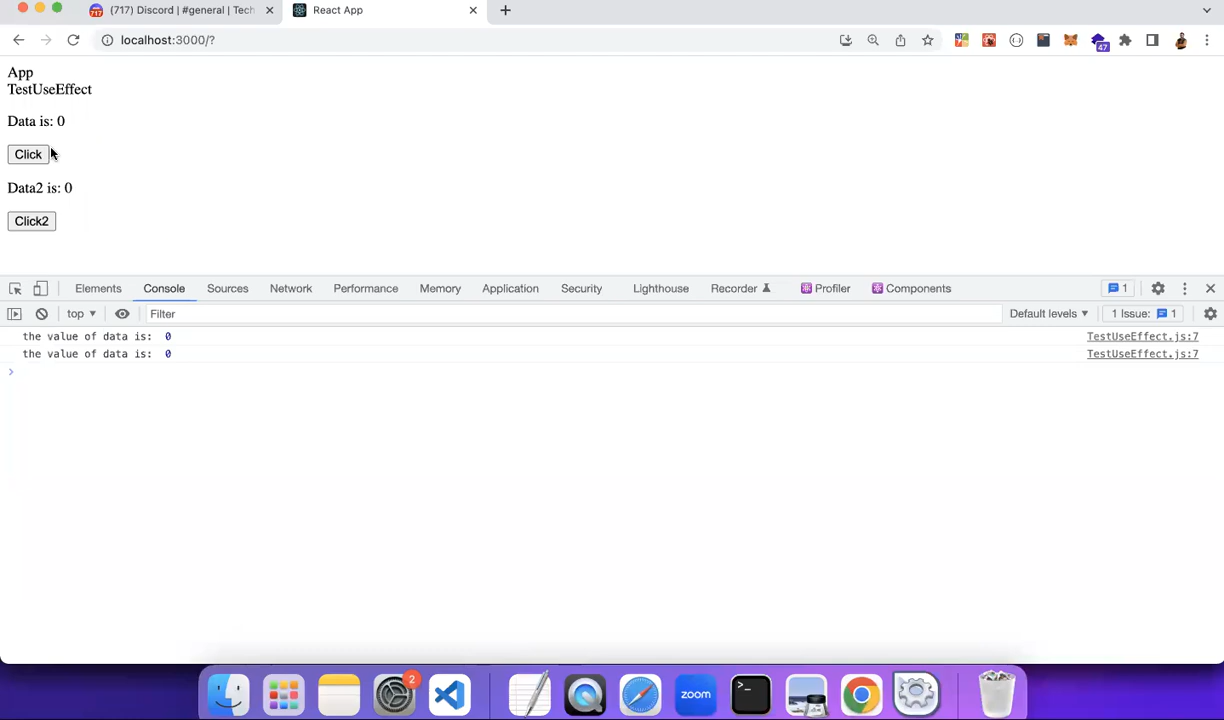 (717) Discord | #general | Tech
React App
localhost:3000/?
47
App
TestUseEffect
Data is: 0
Click
Data2 is: 0
Click2
Elements Console Sources Network Performance Memory Application Security Lighthouse Recorder Profiler Components 1
top Filter Default levels 1 Issue: 1
the value of data is: 0 TestUseEffect.js:7
the value of data is: 0 TestUseEffect.js:7
2
zoom